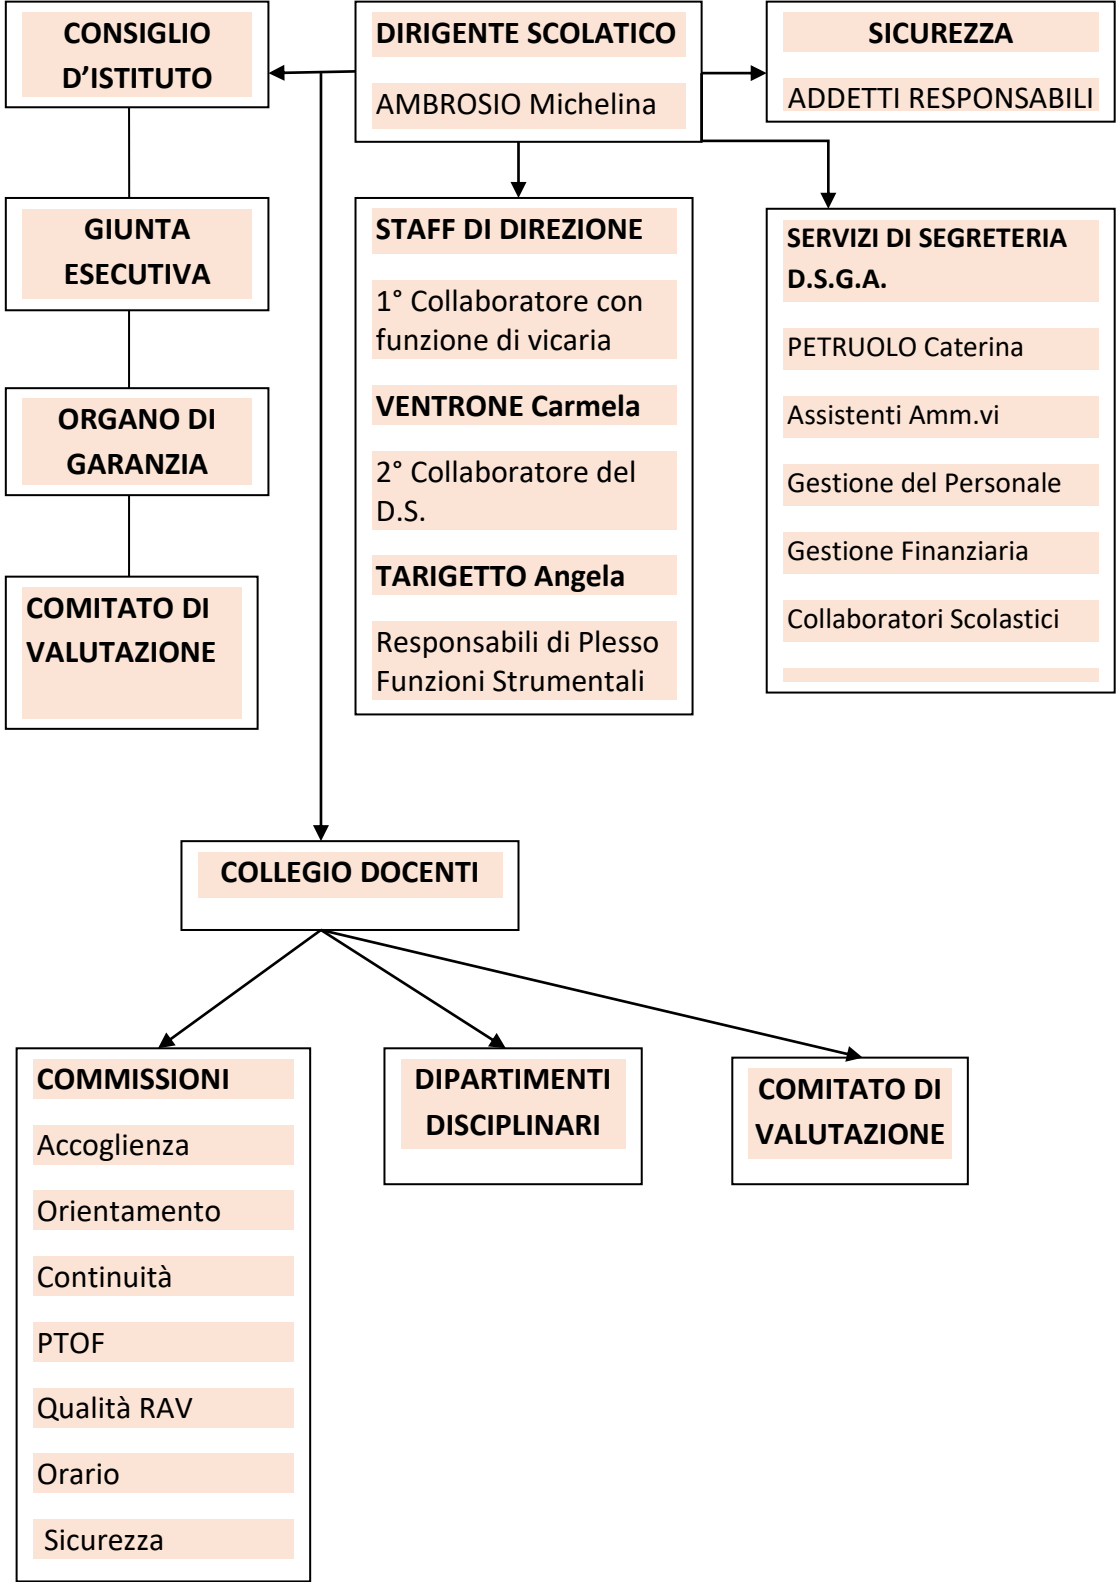 CONSIGLIO
D'ISTITUTO
DIRIGENTE SCOLATICO
AMBROSIO Michelina
SICUREZZA
ADDETTI RESPONSABILI
GIUNTA
ESECUTIVA
ORGANO DI
GARANZIA
COMITATO DI
VALUTAZIONE
STAFF DI DIREZIONE
1° Collaboratore con
funzione di vicaria
VENTRONE Carmela
2° Collaboratore del
D.S.
TARIGETTO Angela
Responsabili di Plesso
Funzioni Strumentali
SERVIZI DI SEGRETERIA
D.S.G.A.
PETRUOLO Caterina
Assistenti Amm.vi
Gestione del Personale
Gestione Finanziaria
Collaboratori Scolastici
COLLEGIO DOCENTI
COMMISSIONI
Accoglienza
Orientamento
Continuità
PTOF
Qualità RAV
Orario
Sicurezza
DIPARTIMENTI
DISCIPLINARI
COMITATO DI
VALUTAZIONE